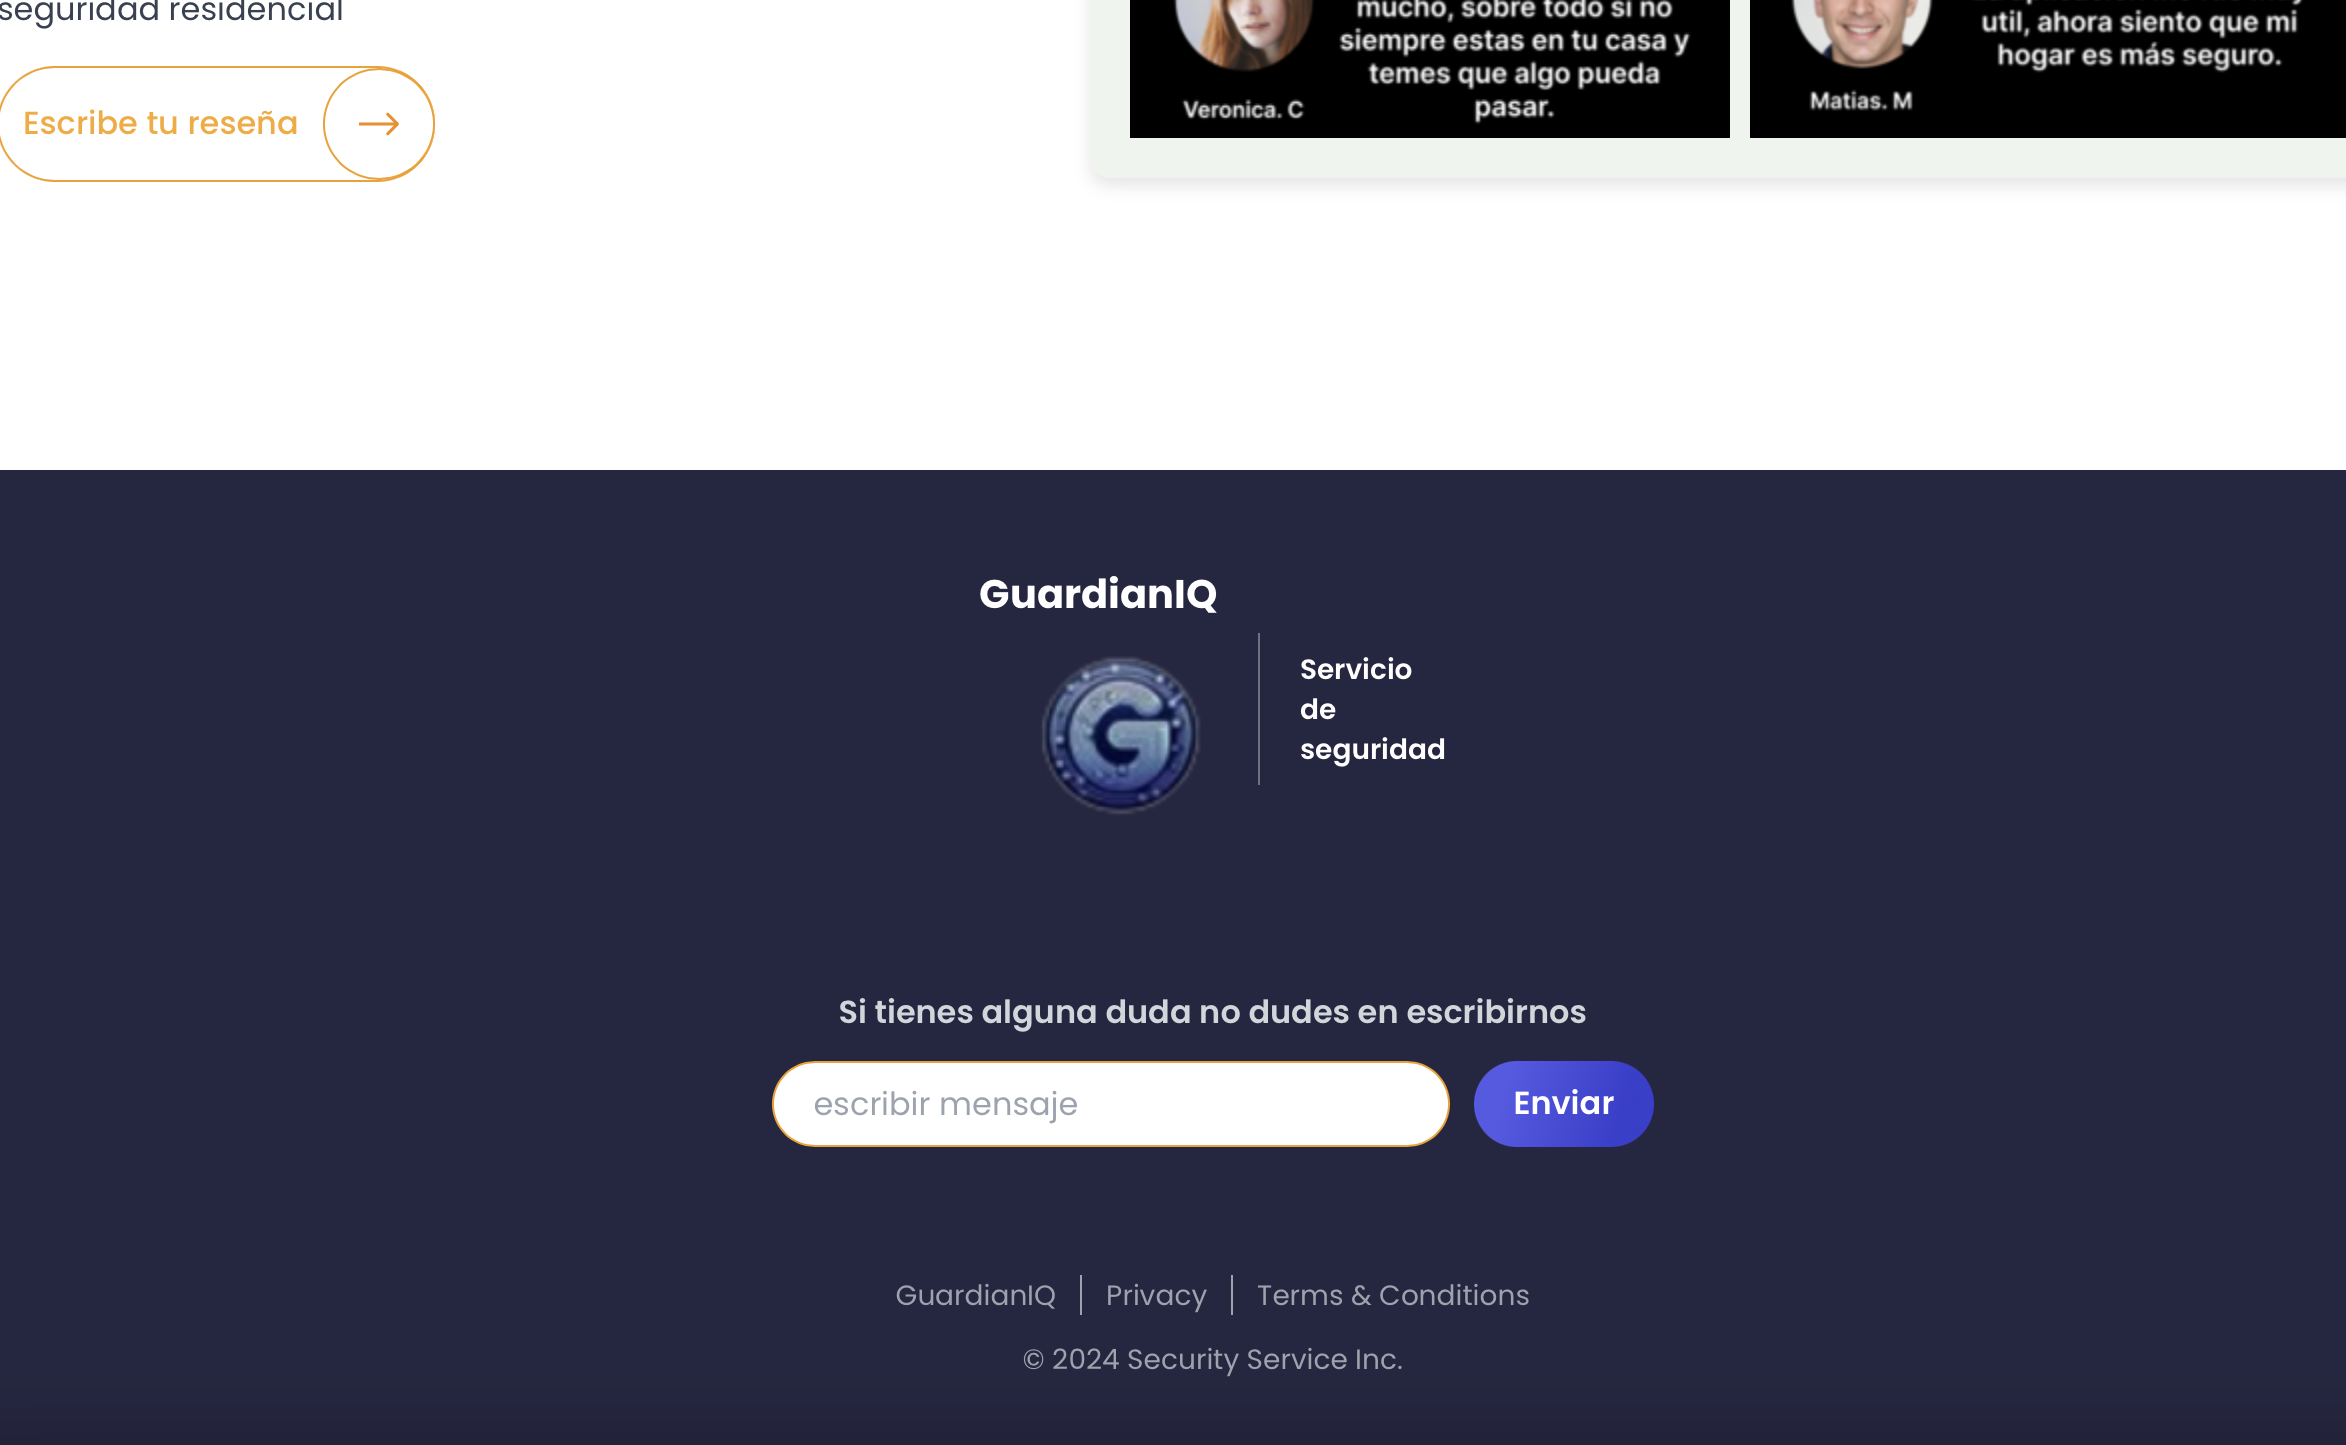 seguridad residencial
Escribe tu reseña
mucho, sobre todo si no
siempre estas en tu casa y
temes que algo pueda
pasar.
Veronica. C
util, ahora siento que mi
hogar es más seguro.
Matias. M
GuardianIQ
G
Servicio
de
seguridad
Si tienes alguna duda no dudes en escribirnos
escribir mensaje
Enviar
GuardianIQ
Privacy
Terms & Conditions
© 2024 Security Service Inc.